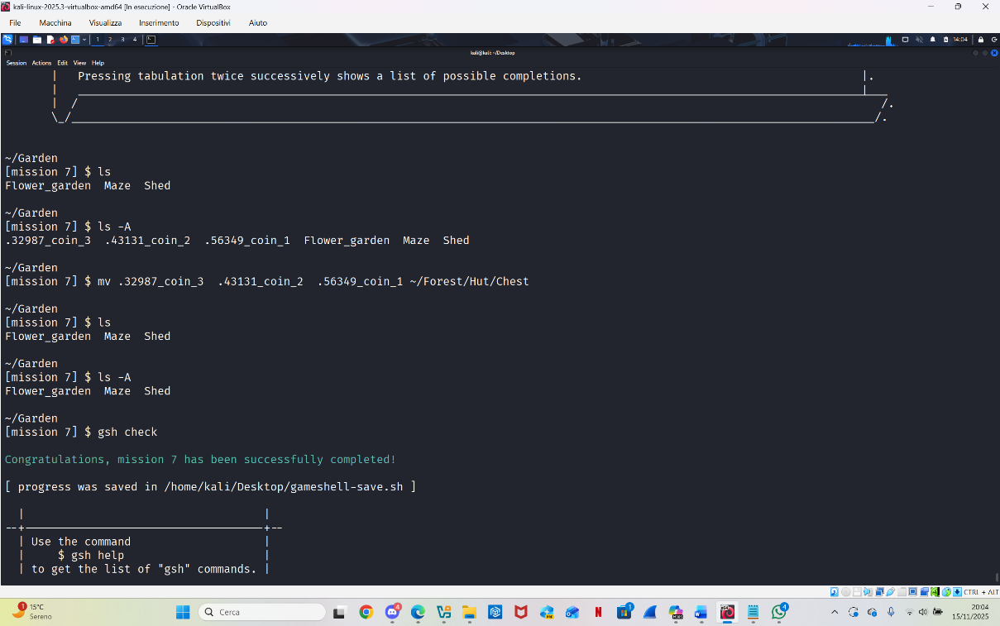 kali-linux-2025.3-virtualbox-amd64 [In esecuzione] - Oracle VirtualBox
File Macchina Visualizza Inserimento Dispositivi Aiuto
1 2 3 4 14:04
kali@kali: ~/Desktop
Session Actions Edit View Help
Pressing tabulation twice successively shows a list of possible completions.
~/Garden
[mission 7] $ ls
Flower_garden Maze Shed
~/Garden
[mission 7] $ ls -A
.32987_coin_3 .43131_coin_2 .56349_coin_1 Flower_garden Maze Shed
~/Garden
[mission 7] $ mv .32987_coin_3 .43131_coin_2 .56349_coin_1 ~/Forest/Hut/Chest
~/Garden
[mission 7] $ ls
Flower_garden Maze Shed
~/Garden
[mission 7] $ ls -A
Flower_garden Maze Shed
~/Garden
[mission 7] $ gsh check
Congratulations, mission 7 has been successfully completed!
[ progress was saved in /home/kali/Desktop/gameshell-save.sh ]
Use the command
$ gsh help
to get the list of "gsh" commands.
CTRL + ALT
1 15°C
Sereno
Cerca
4
1
M365
4
20:04
15/11/2025